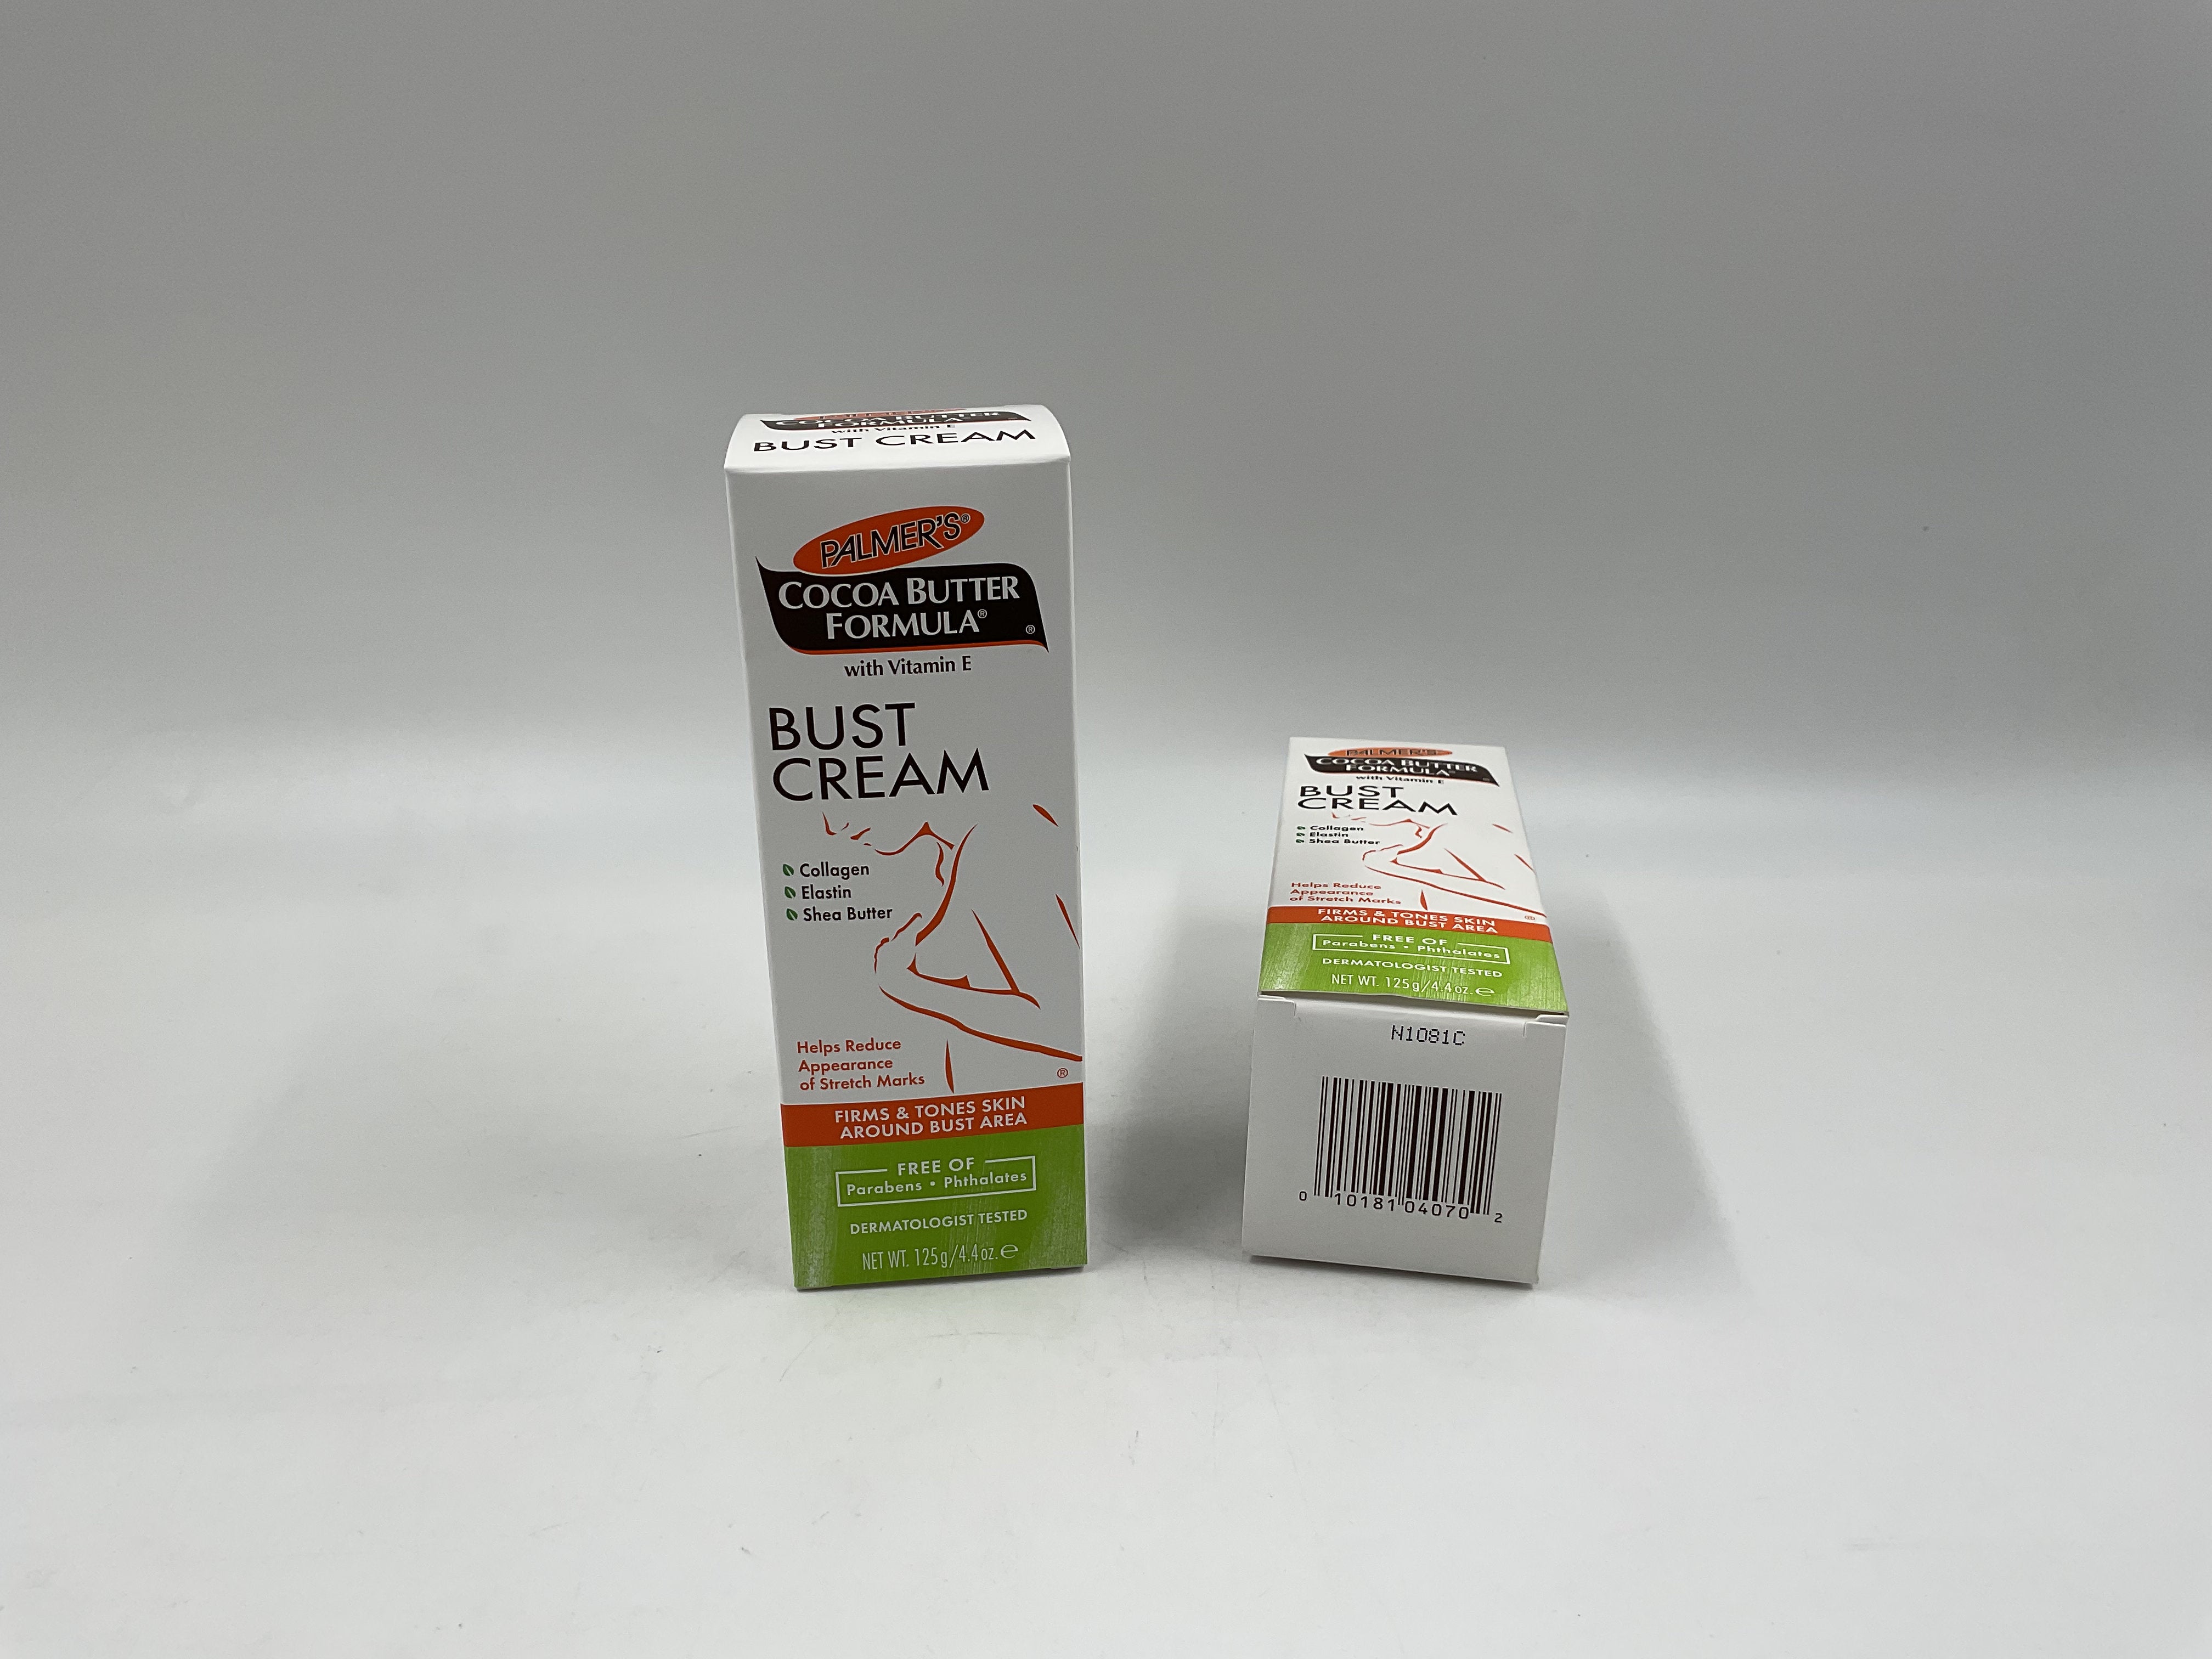 COCOA BUTTER
FORMULA
with Vitamin E
BUST CREAM
PALMER'S®
COCOA BUTTER
FORMULA®
®
with Vitamin E
BUST
CREAM
Collagen
Elastin
Shea Butter
Helps Reduce
Appearance
of Stretch Marks
®
FIRMS & TONES SKIN
AROUND BUST AREA
FREE OF
Parabens • Phthalates
DERMATOLOGIST TESTED
NET WT. 125g/4.4oz. ℮
PALMER'S
COCOA BUTTER
FORMULA®
with Vitamin E
BUST
CREAM
Collagen
Elastin
Shea Butter
Helps Reduce
Appearance
of Stretch Marks
®
FIRMS & TONES SKIN
AROUND BUST AREA
FREE OF
Parabens • Phthalates
DERMATOLOGIST TESTED
NET WT. 125g/4.4oz. ℮
N1081C
0 10181 04070 2